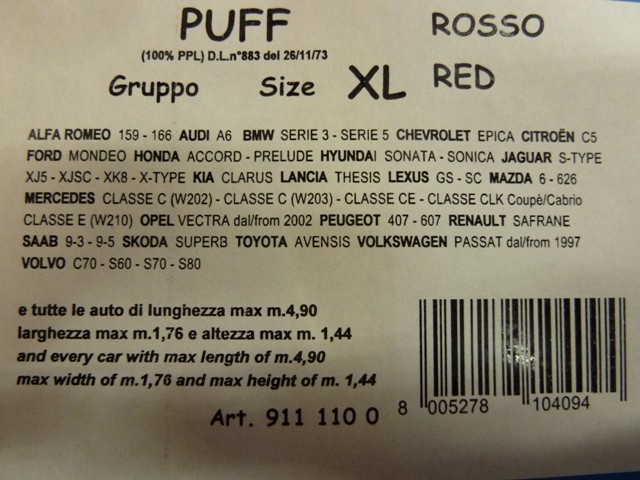 PUFF ROSSO
(100% PPL) D.L.n°883 del 26/11/73
Gruppo Size XL RED
ALFA ROMEO 159 - 166 AUDI A6 BMW SERIE 3 - SERIE 5 CHEVROLET EPICA CITROËN C5
FORD MONDEO HONDA ACCORD - PRELUDE HYUNDAI SONATA - SONICA JAGUAR S-TYPE
XJ5 - XJSC - XK8 - X-TYPE KIA CLARUS LANCIA THESIS LEXUS GS - SC MAZDA 6 - 626
MERCEDES CLASSE C (W202) - CLASSE C (W203) - CLASSE CE - CLASSE CLK Coupè/Cabrio
CLASSE E (W210) OPEL VECTRA dal/from 2002 PEUGEOT 407 - 607 RENAULT SAFRANE
SAAB 9-3 - 9-5 SKODA SUPERB TOYOTA AVENSIS VOLKSWAGEN PASSAT dal/from 1997
VOLVO C70 - S60 - S70 - S80
e tutte le auto di lunghezza max m.4,90
larghezza max m.1,76 e altezza max m. 1,44
and every car with max length of m.4,90
max width of m.1,76 and max height of m. 1,44
Art. 911 110 0
8 005278 104094